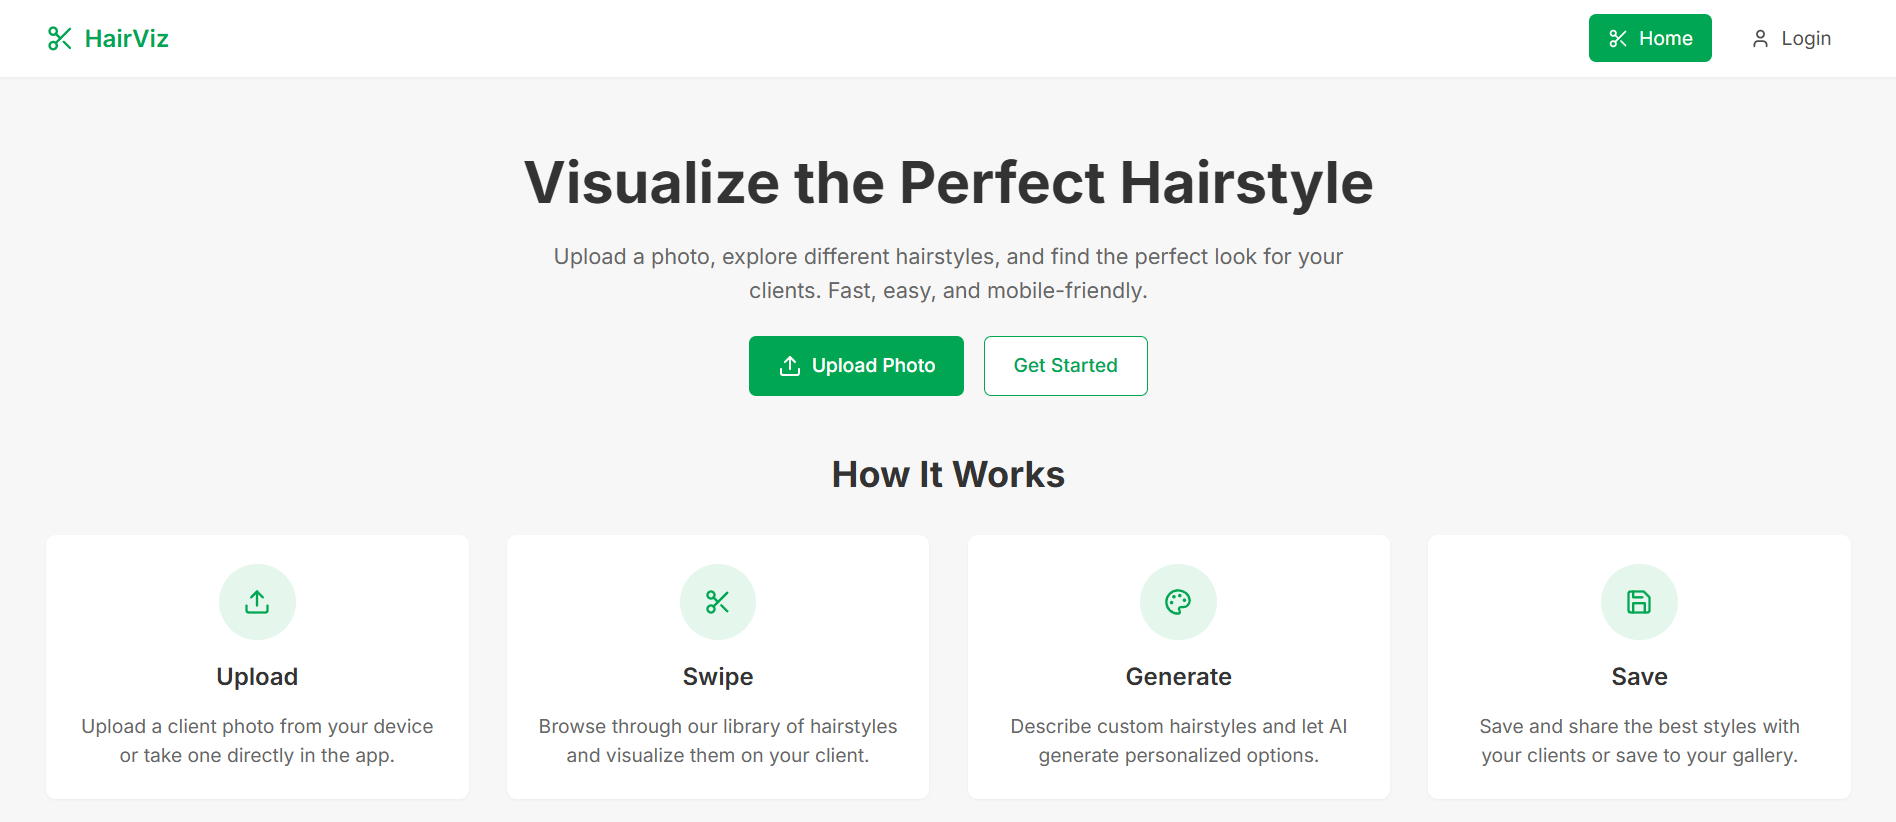 HairViz
Home
Login
Visualize the Perfect Hairstyle
Upload a photo, explore different hairstyles, and find the perfect look for your
clients. Fast, easy, and mobile-friendly.
Upload Photo
Get Started
How It Works
Upload
Upload a client photo from your device
or take one directly in the app.
Swipe
Browse through our library of hairstyles
and visualize them on your client.
Generate
Describe custom hairstyles and let AI
generate personalized options.
Save
Save and share the best styles with
your clients or save to your gallery.